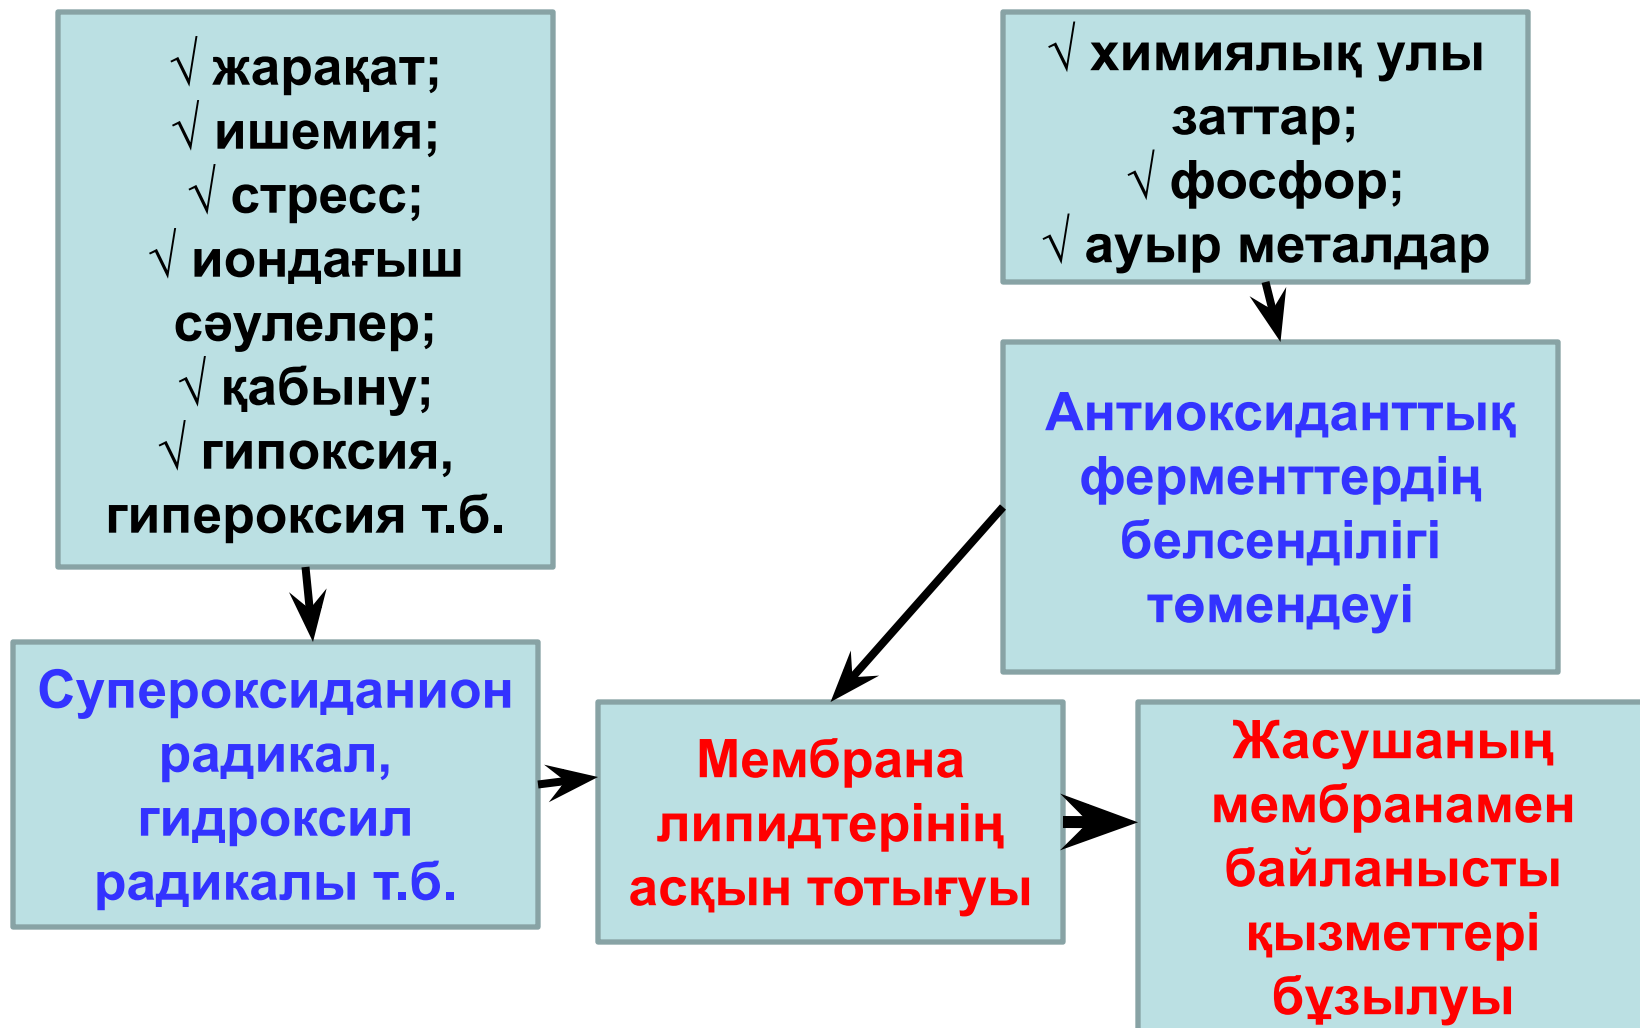 √ жарақат;
√ ишемия;
√ стресс;
√ иондағыш
сәулелер;
√ қабыну;
√ гипоксия,
гипероксия т.б.
√ химиялық улы
заттар;
√ фосфор;
√ ауыр металдар
Антиоксиданттық
ферменттердің
белсенділігі
төмендеуі
Супероксиданион
радикал,
гидроксил
радикалы т.б.
Мембрана
липидтерінің
асқын тотығуы
Жасушаның
мембранамен
байланысты
қызметтері
бұзылуы